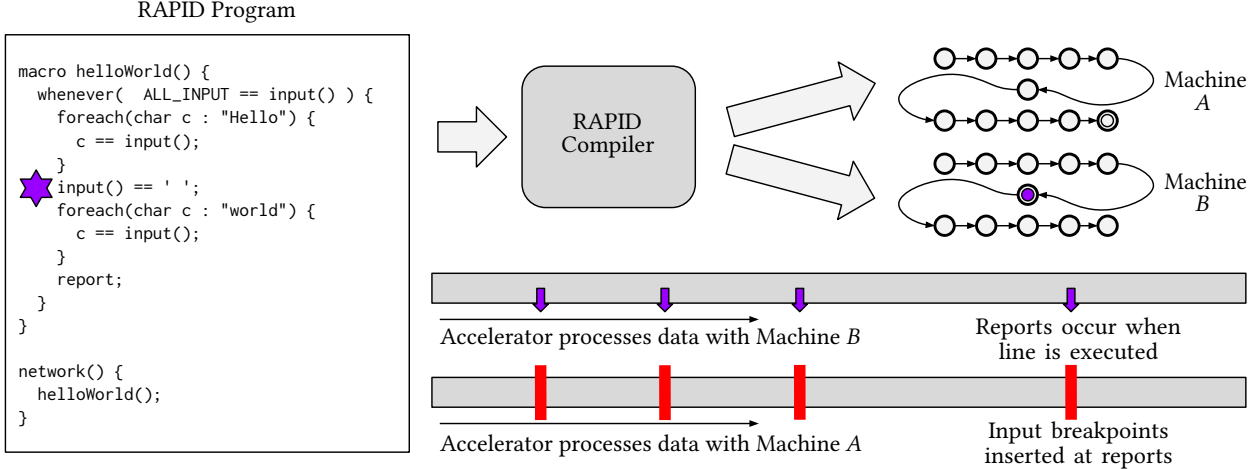 RAPID Program
macro helloWorld() {
whenever( ALL_INPUT == input() ) {
foreach(char c : "Hello") {
c == input();
}
input() == ' ';
foreach(char c : "world") {
c == input();
}
report;
}
}
network() {
helloWorld();
}
RAPID
Compiler
Machine
A
Machine
B
Accelerator processes data with Machine B
Reports occur when
line is executed
Accelerator processes data with Machine A
Input breakpoints
inserted at reports